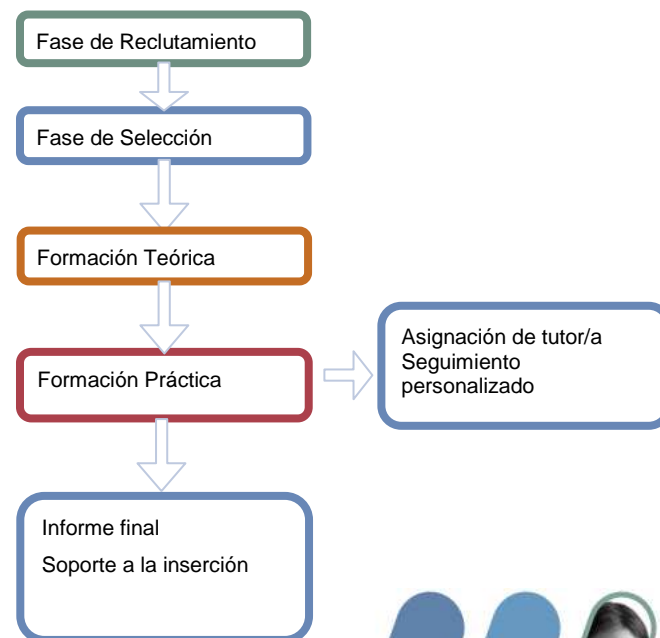 Fase de Reclutamiento
Fase de Selección
Formación Teórica
Formación Práctica
Asignación de tutor/a
Seguimiento
personalizado
Informe final
Soporte a la inserción